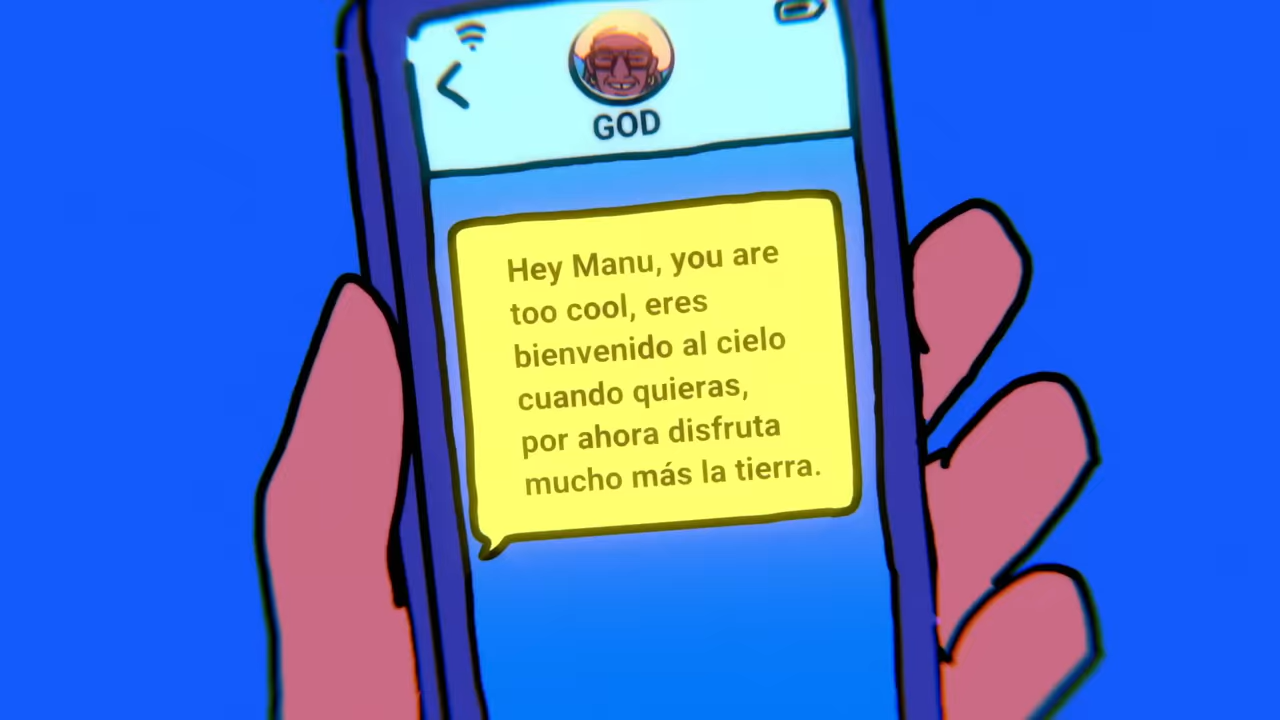 GOD
Hey Manu, you are
too cool, eres
bienvenido al cielo
cuando quieras,
por ahora disfruta
mucho más la tierra.